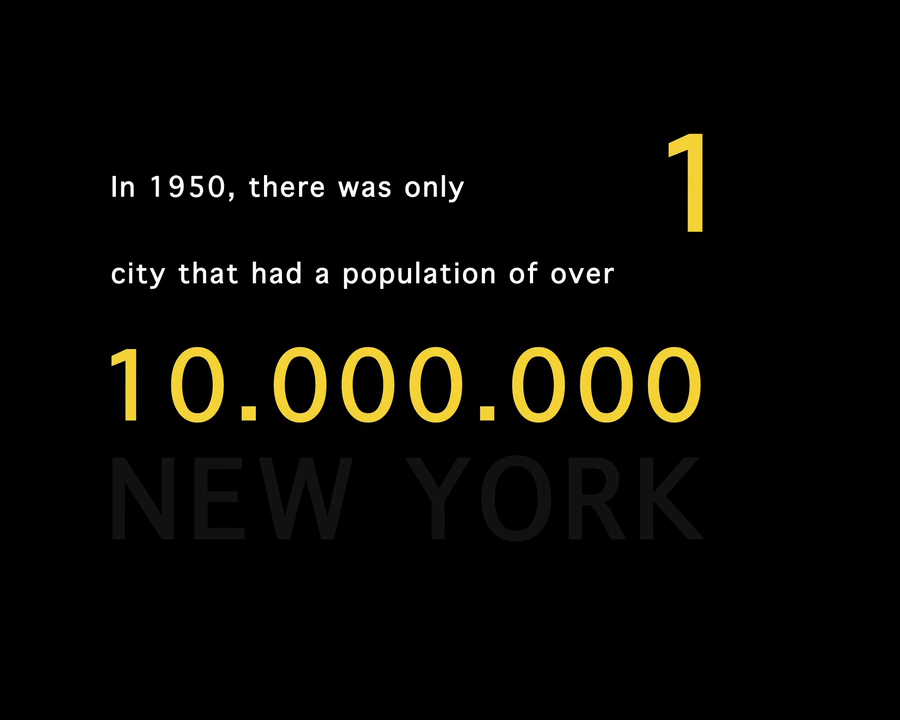 In 1950, there was only 1
city that had a population of over
10.000.000
NEW YORK